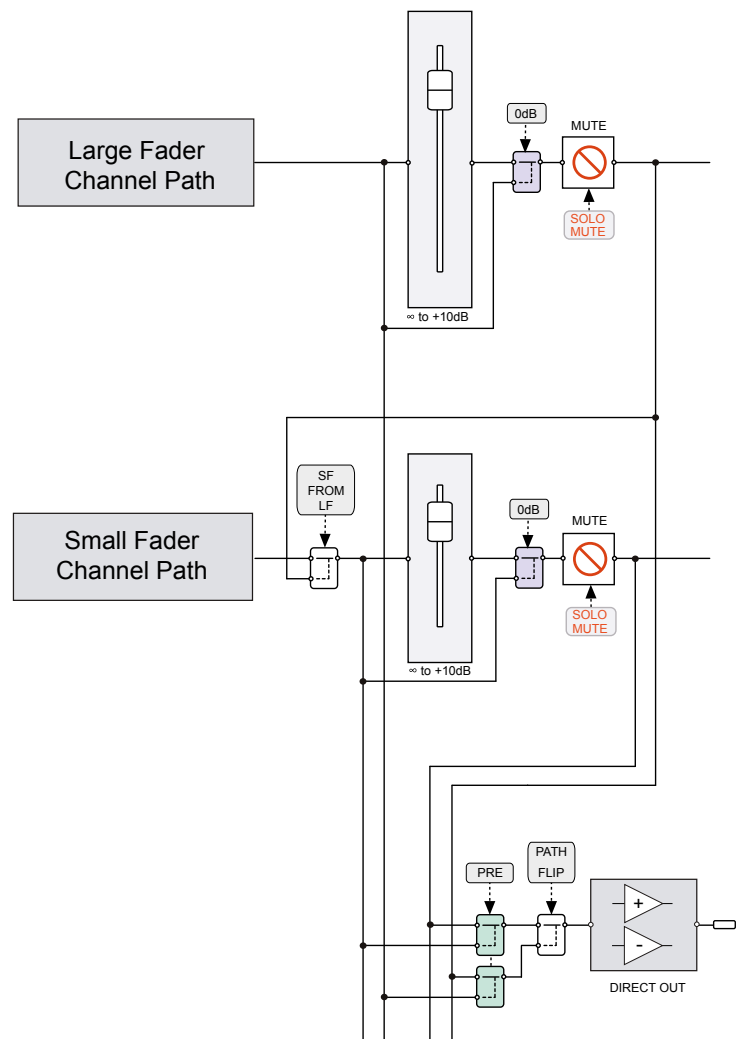 Large Fader
Channel Path
0dB
MUTE
SOLO
MUTE
∞ to +10dB
SF
FROM
LF
Small Fader
Channel Path
0dB
MUTE
SOLO
MUTE
∞ to +10dB
PRE
PATH
FLIP
+
-
DIRECT OUT